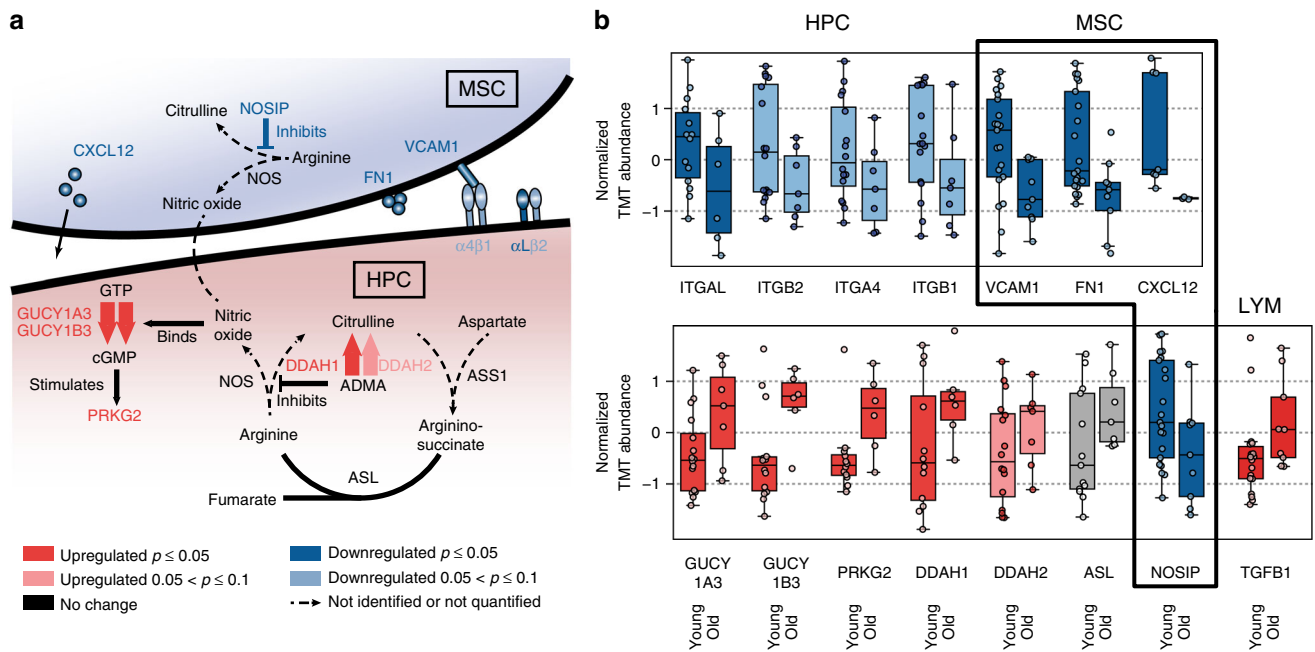 a
MSC
Citrulline
NOSIP
Inhibits
Arginine
NOS
Nitric oxide
CXCL12
VCAM1
FN1
α4β1
αLβ2
HPC
GTP
GUCY1A3
GUCY1B3
cGMP
Binds
Nitric
oxide
Stimulates
PRKG2
Citrulline
Aspartate
DDAH1
DDAH2
ADMA
NOS
Inhibits
ASS1
Arginine
Arginino-
succinate
ASL
Fumarate
Upregulated p ≤ 0.05
Upregulated 0.05 < p ≤ 0.1
No change
Downregulated p ≤ 0.05
Downregulated 0.05 < p ≤ 0.1
Not identified or not quantified
b
HPC
MSC
Normalized
TMT abundance
1
0
−1
ITGAL
ITGB2
ITGA4
ITGB1
VCAM1
FN1
CXCL12
LYM
Normalized
TMT abundance
1
0
−1
GUCY
1A3
GUCY
1B3
PRKG2
DDAH1
DDAH2
ASL
NOSIP
TGFB1
Young
Old
Young
Old
Young
Old
Young
Old
Young
Old
Young
Old
Young
Old
Young
Old